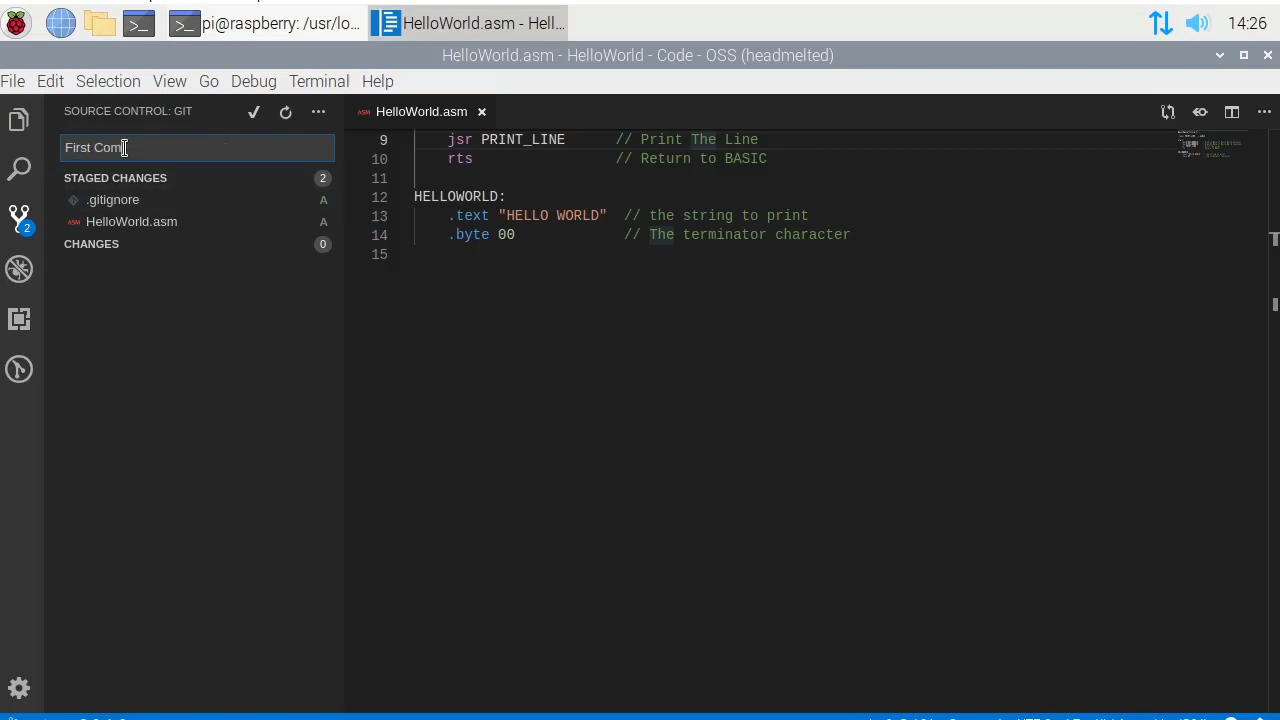 pi@raspberry: /usr/lo...
HelloWorld.asm - Hell...
14:26
HelloWorld.asm - HelloWorld - Code - OSS (headmelted)
File Edit Selection View Go Debug Terminal Help
SOURCE CONTROL: GIT
HelloWorld.asm
First Com
STAGED CHANGES 2
.gitignore A
HelloWorld.asm A
CHANGES 0
2
9 jsr PRINT_LINE // Print The Line
10 rts // Return to BASIC
11
12 HELLOWORLD:
13 .text "HELLO WORLD" // the string to print
14 .byte 00 // The terminator character
15